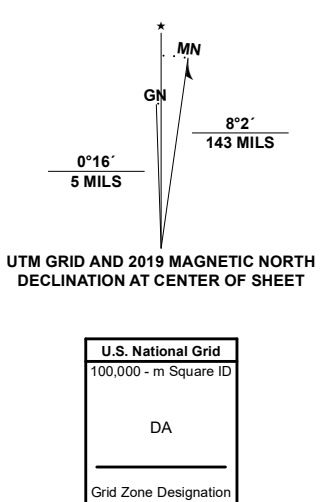 ★
MN
GN
8°2´
143 MILS
0°16´
5 MILS
UTM GRID AND 2019 MAGNETIC NORTH
DECLINATION AT CENTER OF SHEET
U.S. National Grid
100,000 - m Square ID
DA
Grid Zone Designation